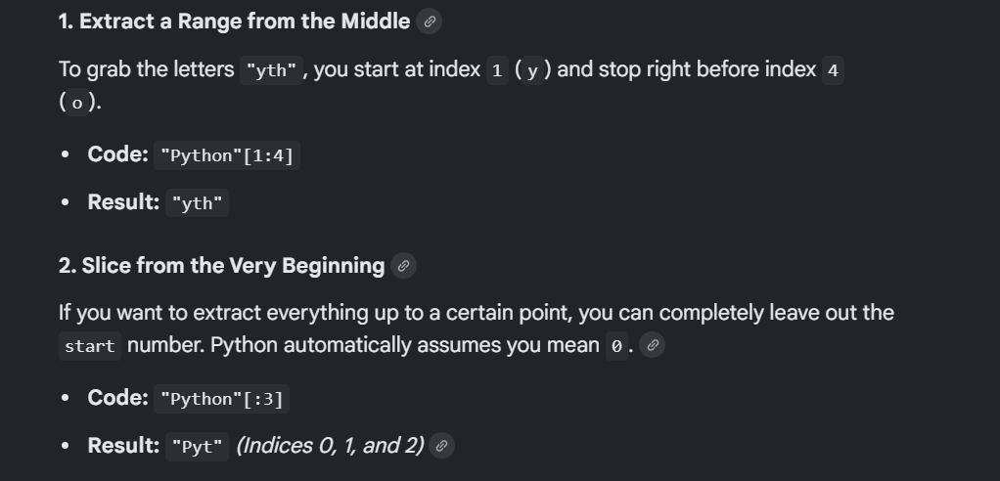 1. Extract a Range from the Middle
To grab the letters "yth", you start at index 1 (y) and stop right before index 4
(o).
• Code: "Python"[1:4]
• Result: "yth"
2. Slice from the Very Beginning
If you want to extract everything up to a certain point, you can completely leave out the
start number. Python automatically assumes you mean 0.
• Code: "Python"[:3]
• Result: "Pyt" (Indices 0, 1, and 2)